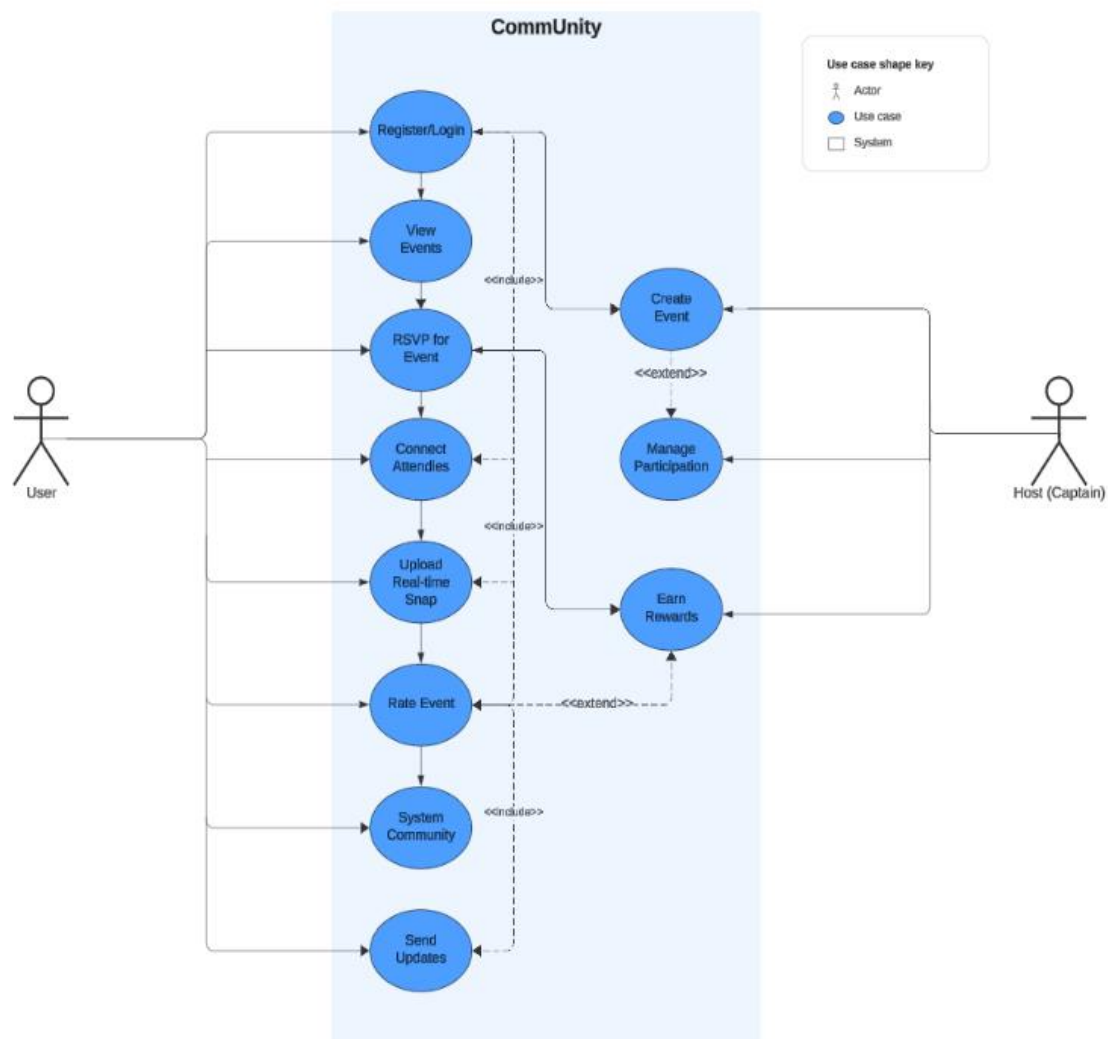 CommUnity
Use case shape key
Actor
Use case
System
Register/Login
View
Events
<<include>>
Create
Event
RSVP for
Event
<<extend>>
Connect
Attendies
Manage
Participation
User
Host (Captain)
<<include>>
Upload
Real-time
Snap
Earn
Rewards
Rate Event
<<extend>>
System
Community
<<include>>
Send
Updates